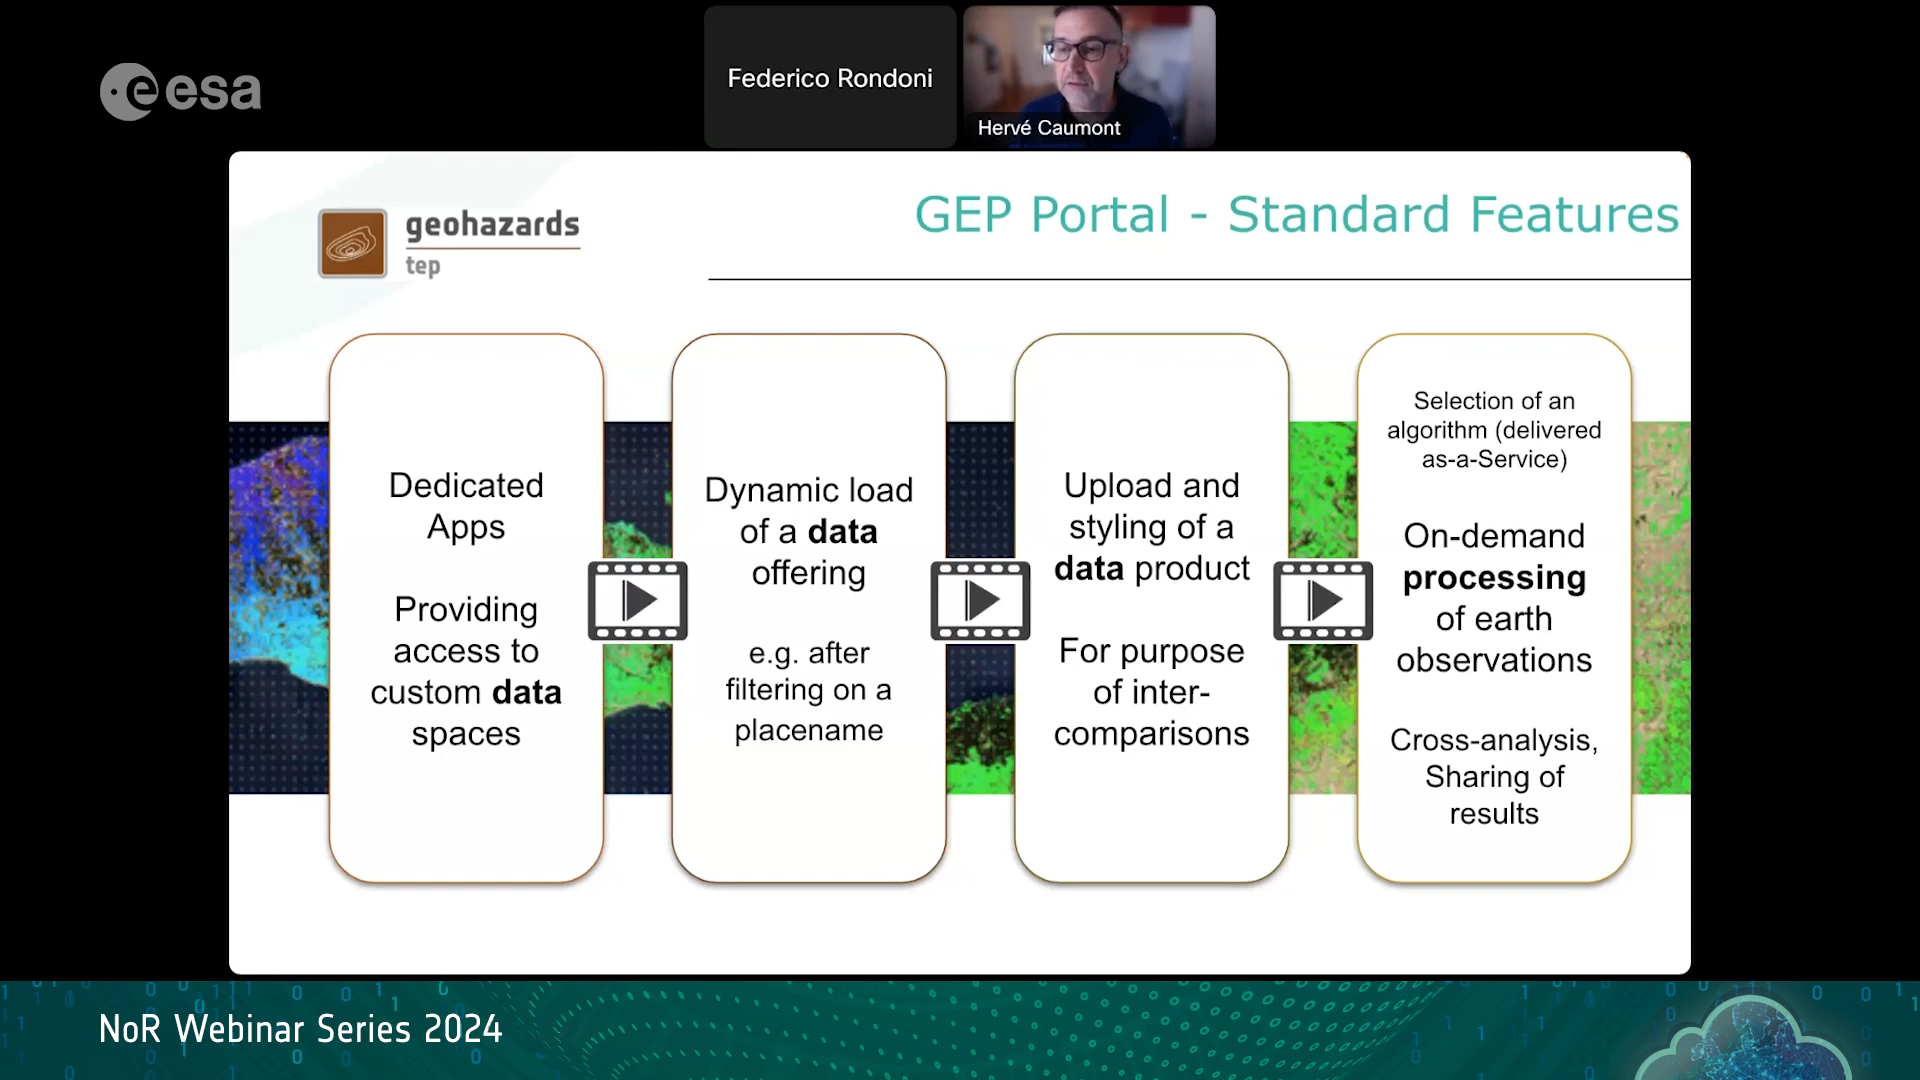 esa
Federico Rondoni
Hervé Caumont
geohazards
tep
GEP Portal - Standard Features
Dedicated
Apps
Providing
access to
custom data
spaces
Dynamic load
of a data
offering
e.g. after
filtering on a
placename
Upload and
styling of a
data product
For purpose
of inter-
comparisons
Selection of an
algorithm (delivered
as-a-Service)
On-demand
processing
of earth
observations
Cross-analysis,
Sharing of
results
NoR Webinar Series 2024